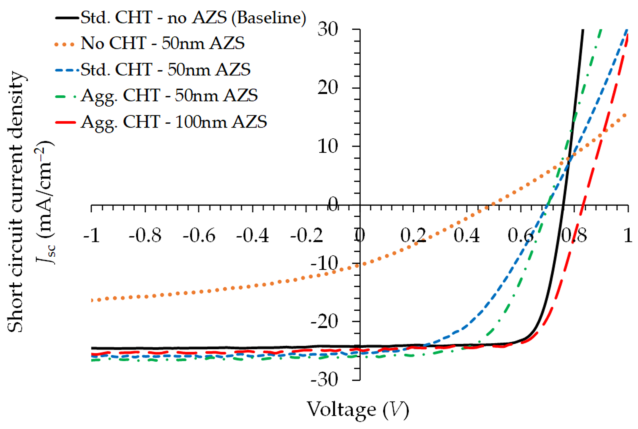 Std. CHT - no AZS (Baseline)
No CHT - 50nm AZS
Std. CHT - 50nm AZS
Agg. CHT - 50nm AZS
Agg. CHT - 100nm AZS
Short circuit current density
Jsc (mA/cm⁻²)
30
20
10
0
-10
-20
-30
-1 -0.8 -0.6 -0.4 -0.2 0 0.2 0.4 0.6 0.8 1
Voltage (V)